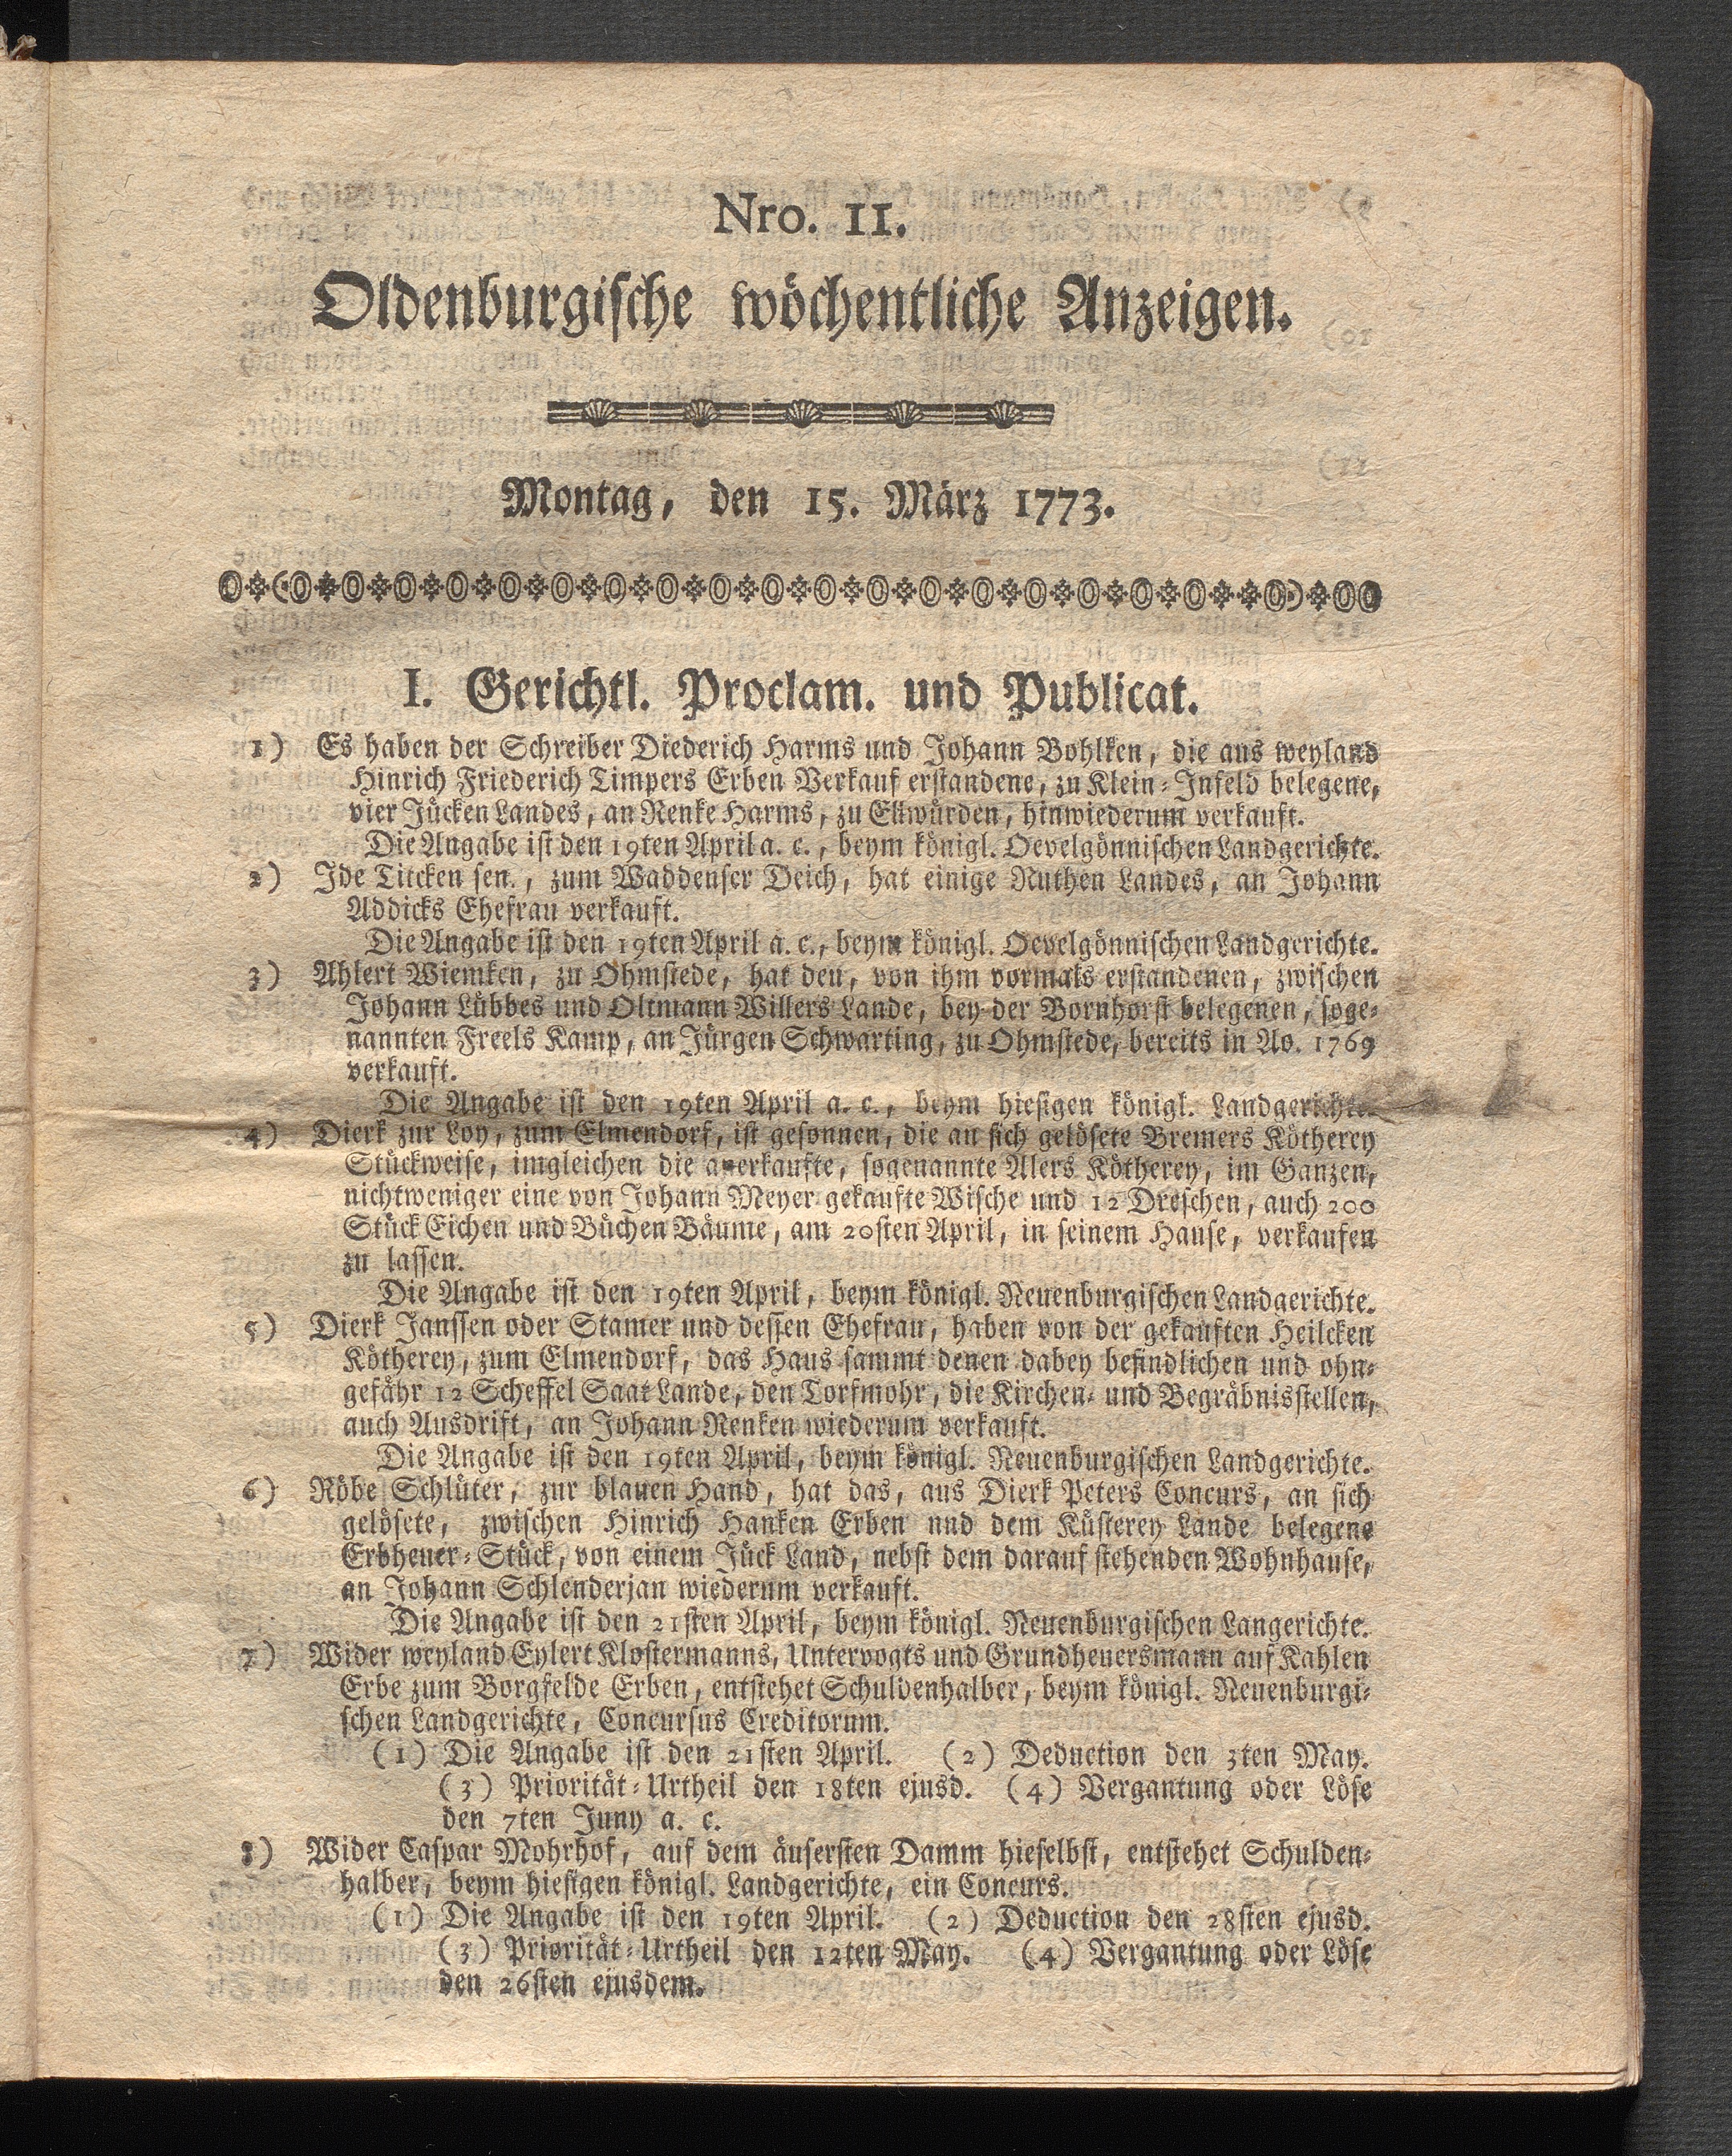 Nro. 11.
Oldenburgische wöchentliche Anzeigen.
Montag, den 15. März 1773.
I. Gerichtl. Proclam. und Publicat.
1) Es haben der Schreiber Diederich Harms und Johann Bohlken, die aus weyland
Hinrich Friederich Timpers Erben Verkauf erstandene, zu Klein-Infeld belegene,
vier Jücken Landes, an Renke Harms, zu Ellwürden, hinwiederum verkauft.
Die Angabe ist den 19ten April a. c., beym königl. Oevelgönnischen Landgerichte.
2) Ide Titcken sen., zum Waddenser Deich, hat einige Ruthen Landes, an Johann
Addicks Ehefrau verkauft.
Die Angabe ist den 19ten April a. c., beym königl. Oevelgönnischen Landgerichte.
3) Ahlert Wiemken, zu Ohmstede, hat den, von ihm vormals erstandenen, zwischen
Johann Lübbes und Oltmann Willers Lande, bey der Bornhorst belegenen, soge-
nannten Freels Kamp, an Jürgen Schwarting, zu Ohmstede, bereits in Ao. 1769
verkauft.
Die Angabe ist den 19ten April a. c., beym hiesigen königl. Landgerichte.
4) Dierk zur Loy, zum Elmendorf, ist gesonnen, die an sich gelösete Bremers Kötherey
Stückweise, imgleichen die anerkaufte, sogenannte Alers Kötherey, im Ganzen,
nichtweniger eine von Johann Meyer gekaufte Wische und 12 Dreschen, auch 200
Stück Eichen und Büchen Bäume, am 20sten April, in seinem Hause, verkaufen
zu lassen.
Die Angabe ist den 19ten April, beym königl. Neuenburgischen Landgerichte.
5) Dierk Janssen oder Stamer und dessen Ehefrau, haben von der gekauften Heilcken
Kötherey, zum Elmendorf, das Haus sammt denen dabey befindlichen und ohn-
gefähr 12 Scheffel Saat Lande, den Torfmohr, die Kirchen- und Begräbnisstellen,
auch Ausdrift, an Johann Renken wiederum verkauft.
Die Angabe ist den 19ten April, beym königl. Neuenburgischen Landgerichte.
6) Röbe Schlüter, zur blauen Hand, hat das, aus Dierk Peters Concurs, an sich
gelösete, zwischen Hinrich Hanken Erben und dem Küsterey Lande belegene
Erbheuer-Stück, von einem Jück Land, nebst dem darauf stehenden Wohnhause,
an Johann Schlenderjan wiederum verkauft.
Die Angabe ist den 21sten April, beym königl. Neuenburgischen Langerichte.
7) Wider weyland Eylert Klostermanns, Untervogts und Grundheuersmann auf Kahlen
Erbe zum Borgfelde Erben, entstehet Schuldenhalber, beym königl. Neuenburgi-
schen Landgerichte, Concursus Creditorum.
(1) Die Angabe ist den 21sten April. (2) Deduction den 3ten May.
(3) Priorität-Urtheil den 18ten ejusd. (4) Vergantung oder Löse
den 7ten Juny a. c.
8) Wider Caspar Mohrhof, auf dem äusersten Damm hieselbst, entstehet Schulden-
halber, beym hiesigen königl. Landgerichte, ein Concurs.
(1) Die Angabe ist den 19ten April. (2) Deduction den 28sten ejusd.
(3) Priorität-Urtheil den 12ten May. (4) Vergantung oder Löse
den 26sten ejusdem.